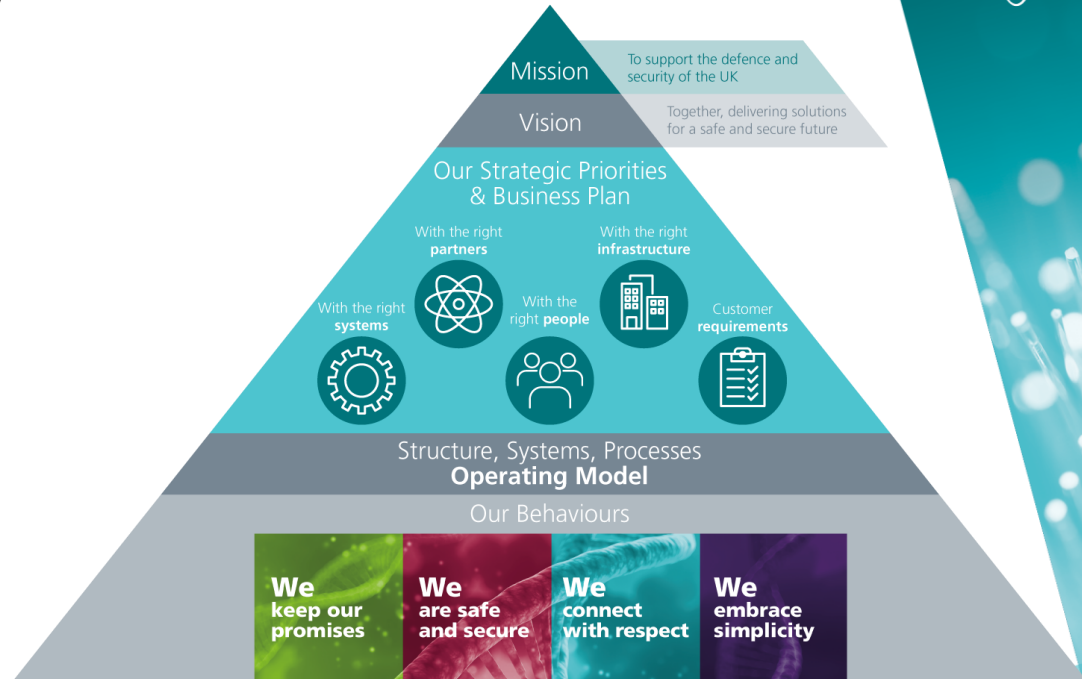 Mission
To support the defence and
security of the UK
Vision
Together, delivering solutions
for a safe and secure future
Our Strategic Priorities
& Business Plan
With the right
partners
With the right
infrastructure
With the right
systems
With the
right people
Customer
requirements
Structure, Systems, Processes
Operating Model
Our Behaviours
We
keep our
promises
We
are safe
and secure
We
connect
with respect
We
embrace
simplicity